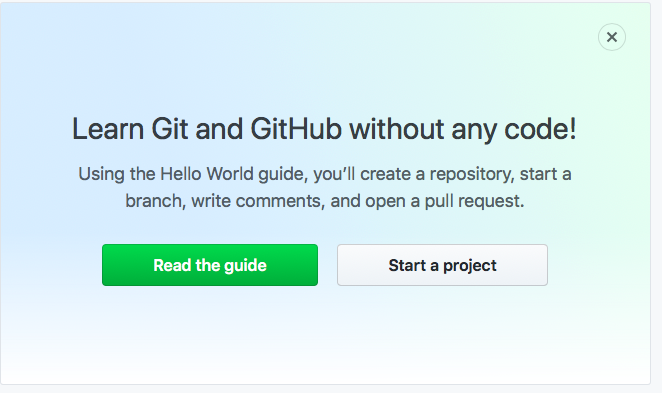 Learn Git and GitHub without any code!
Using the Hello World guide, you’ll create a repository, start a
branch, write comments, and open a pull request.
Read the guide
Start a project